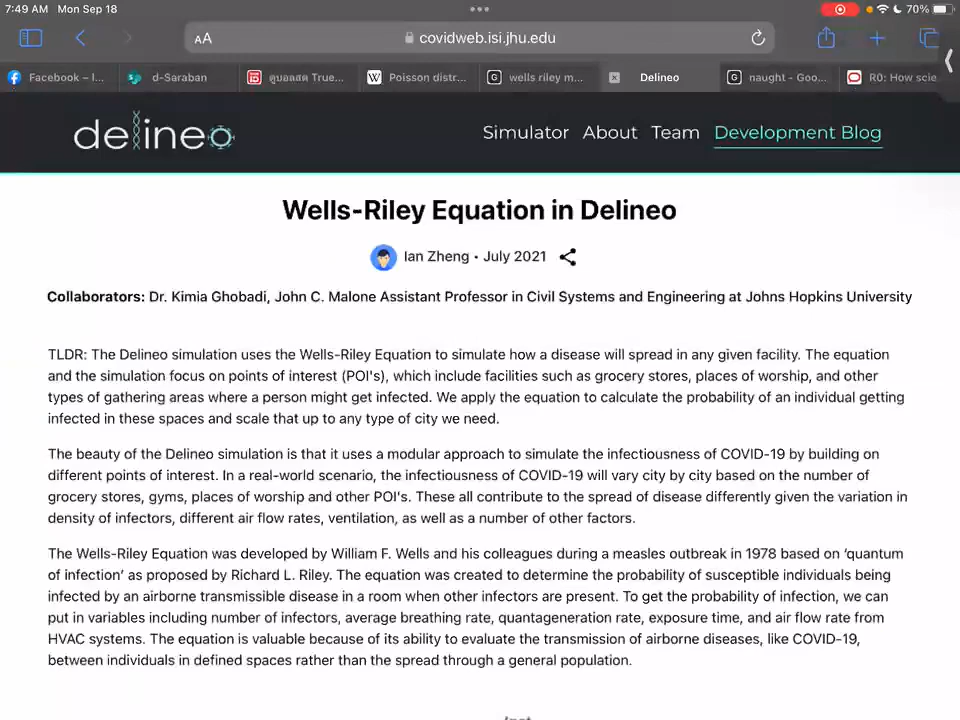 7:49 AM Mon Sep 18
70%
AA
covidweb.isi.jhu.edu
Facebook – l...
d-Saraban
ดูบอลสด True...
Poisson distr...
wells riley m...
Delineo
naught - Goo...
R0: How scie
delineo
Simulator About Team Development Blog
Wells-Riley Equation in Delineo
Ian Zheng • July 2021
Collaborators: Dr. Kimia Ghobadi, John C. Malone Assistant Professor in Civil Systems and Engineering at Johns Hopkins University
TLDR: The Delineo simulation uses the Wells-Riley Equation to simulate how a disease will spread in any given facility. The equation
and the simulation focus on points of interest (POI's), which include facilities such as grocery stores, places of worship, and other
types of gathering areas where a person might get infected. We apply the equation to calculate the probability of an individual getting
infected in these spaces and scale that up to any type of city we need.
The beauty of the Delineo simulation is that it uses a modular approach to simulate the infectiousness of COVID-19 by building on
different points of interest. In a real-world scenario, the infectiousness of COVID-19 will vary city by city based on the number of
grocery stores, gyms, places of worship and other POI's. These all contribute to the spread of disease differently given the variation in
density of infectors, different air flow rates, ventilation, as well as a number of other factors.
The Wells-Riley Equation was developed by William F. Wells and his colleagues during a measles outbreak in 1978 based on ‘quantum
of infection’ as proposed by Richard L. Riley. The equation was created to determine the probability of susceptible individuals being
infected by an airborne transmissible disease in a room when other infectors are present. To get the probability of infection, we can
put in variables including number of infectors, average breathing rate, quantageneration rate, exposure time, and air flow rate from
HVAC systems. The equation is valuable because of its ability to evaluate the transmission of airborne diseases, like COVID-19,
between individuals in defined spaces rather than the spread through a general population.